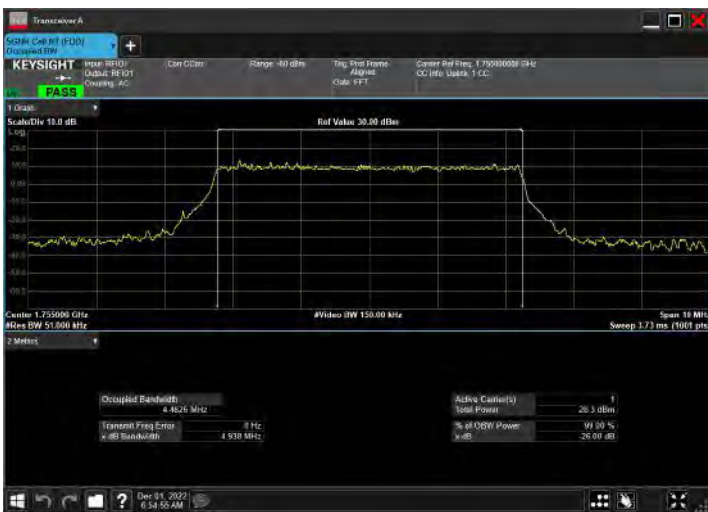 Transceiver A
5GNR Cell NT (FDD)
Occupied BW
+
KEYSIGHT
Input: RFIO1
Output: RFIO1
Coupling: AC
Corr CCorr
Range: -60 dBm
Trig: Prot Frame
Aligned
Gate: FFT
Carrier Ref Freq: 1.755000000 GHz
CC Info: Uplink, 1 CC
PASS
1 Graph
Scale/Div 10.0 dB
Ref Value 30.00 dBm
Log
Center 1.755000 GHz
#Video BW 150.00 kHz
#Res BW 51.000 kHz
Sweep 3.73 ms (1001 pts
2 Metrics
Occupied Bandwidth
4.4826 MHz
Transmit Freq Error
0 Hz
x dB Bandwidth
4.938 MHz
Active Carrier(s)
1
Total Power
28.3 dBm
% of OBW Power
99.00 %
x dB
-26.00 dB
?
Dec 01, 2022
6:54:55 AM